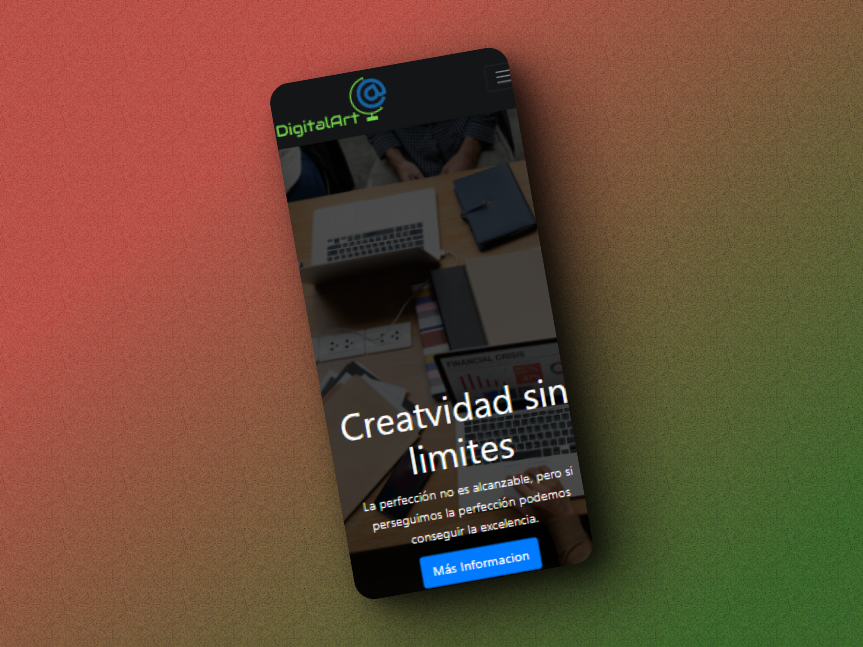 DigitalArt
FINANCIAL CRISIS
Creatvidad sin
limites
La perfección no es alcanzable, pero si
perseguimos la perfección podemos
conseguir la excelencia.
Más Informacion